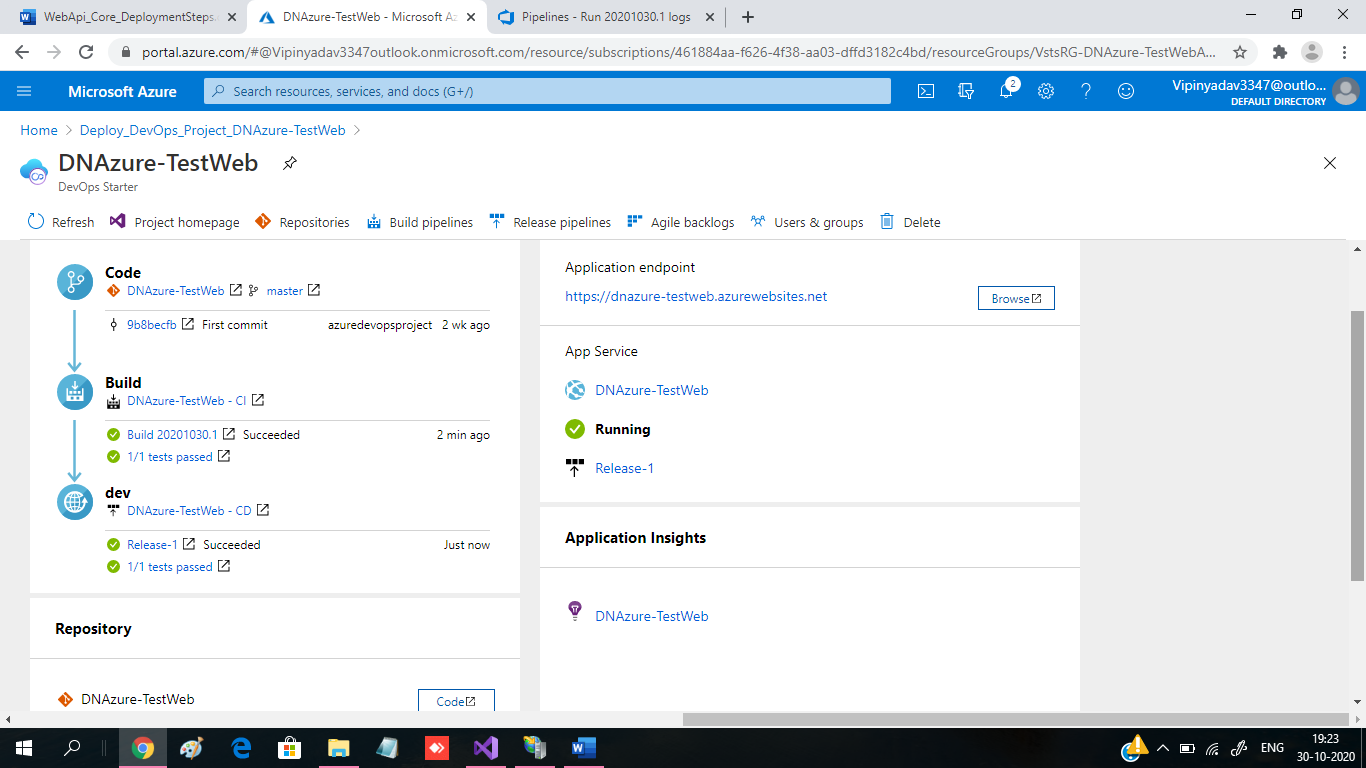 WebApi_Core_DeploymentSteps.c
DNAzure-TestWeb - Microsoft Az
Pipelines - Run 20201030.1 logs
portal.azure.com/#@Vipinyadav3347outlook.onmicrosoft.com/resource/subscriptions/461884aa-f626-4f38-aa03-dffd3182c4bd/resourceGroups/VstsRG-DNAzure-TestWebA...
Microsoft Azure
Search resources, services, and docs (G+/)
2
Vipinyadav3347@outlo...
DEFAULT DIRECTORY
Home > Deploy_DevOps_Project_DNAzure-TestWeb >
DNAzure-TestWeb
DevOps Starter
Refresh Project homepage Repositories Build pipelines Release pipelines Agile backlogs Users & groups Delete
Code
DNAzure-TestWeb master
9b8becfb First commit azuredevopsproject 2 wk ago
Build
DNAzure-TestWeb - CI
Build 20201030.1 Succeeded 2 min ago
1/1 tests passed
dev
DNAzure-TestWeb - CD
Release-1 Succeeded Just now
1/1 tests passed
Repository
DNAzure-TestWeb Code
Application endpoint
https://dnazure-testweb.azurewebsites.net Browse
App Service
DNAzure-TestWeb
Running
Release-1
Application Insights
DNAzure-TestWeb
ENG
19:23
30-10-2020